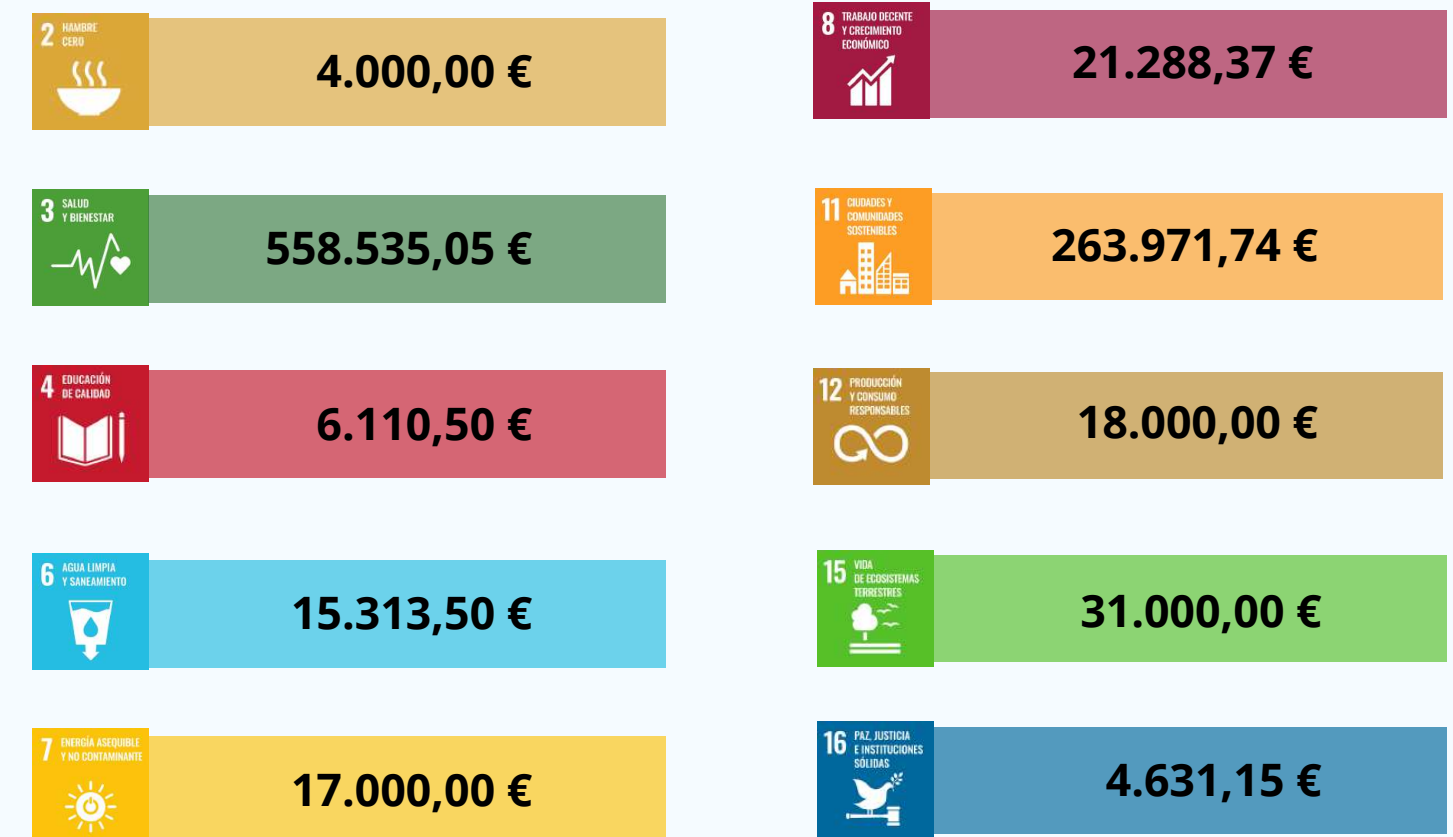 2 HAMBRE
CERO
4.000,00 €
3 SALUD
Y BIENESTAR
558.535,05 €
4 EDUCACIÓN
DE CALIDAD
6.110,50 €
6 AGUA LIMPIA
Y SANEAMIENTO
15.313,50 €
7 ENERGÍA ASEQUIBLE
Y NO CONTAMINANTE
17.000,00 €
8 TRABAJO DECENTE
Y CRECIMIENTO
ECONÓMICO
21.288,37 €
11 CIUDADES Y
COMUNIDADES
SOSTENIBLES
263.971,74 €
12 PRODUCCIÓN
Y CONSUMO
RESPONSABLES
18.000,00 €
15 VIDA
DE ECOSISTEMAS
TERRESTRES
31.000,00 €
16 PAZ, JUSTICIA
E INSTITUCIONES
SÓLIDAS
4.631,15 €